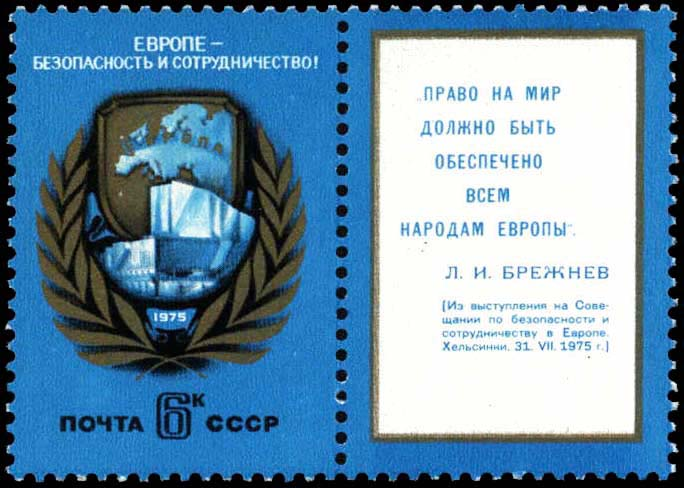 ЕВРОПЕ —
БЕЗОПАСНОСТЬ И СОТРУДНИЧЕСТВО!
ЕВРОПА
1975
ПОЧТА 6К СССР
„ПРАВО НА МИР
ДОЛЖНО БЫТЬ
ОБЕСПЕЧЕНО
ВСЕМ
НАРОДАМ ЕВРОПЫ“.
Л. И. БРЕЖНЕВ
(Из выступления на Сове-
щании по безопасности и
сотрудничеству в Европе.
Хельсинки. 31. VII. 1975 г.)